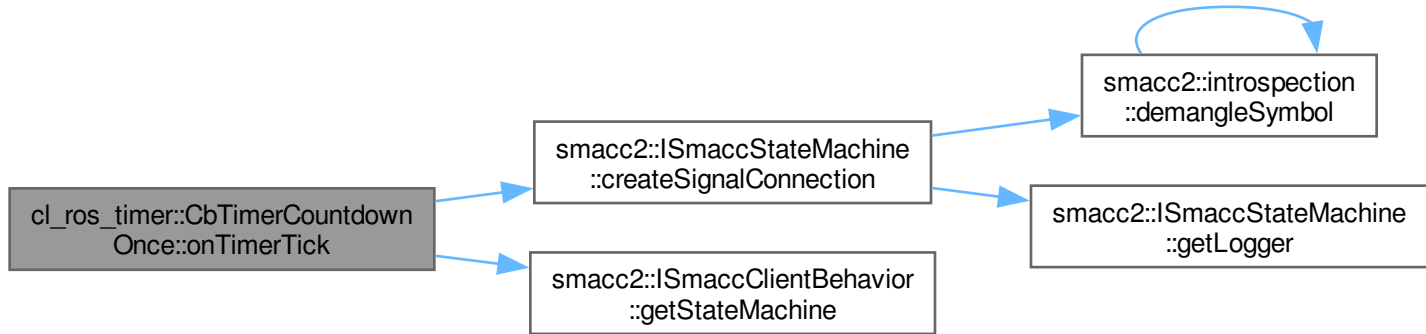 cl_ros_timer::CbTimerCountdown
Once::onTimerTick
smacc2::ISmaccStateMachine
::createSignalConnection
smacc2::introspection
::demangleSymbol
smacc2::ISmaccStateMachine
::getLogger
smacc2::ISmaccClientBehavior
::getStateMachine